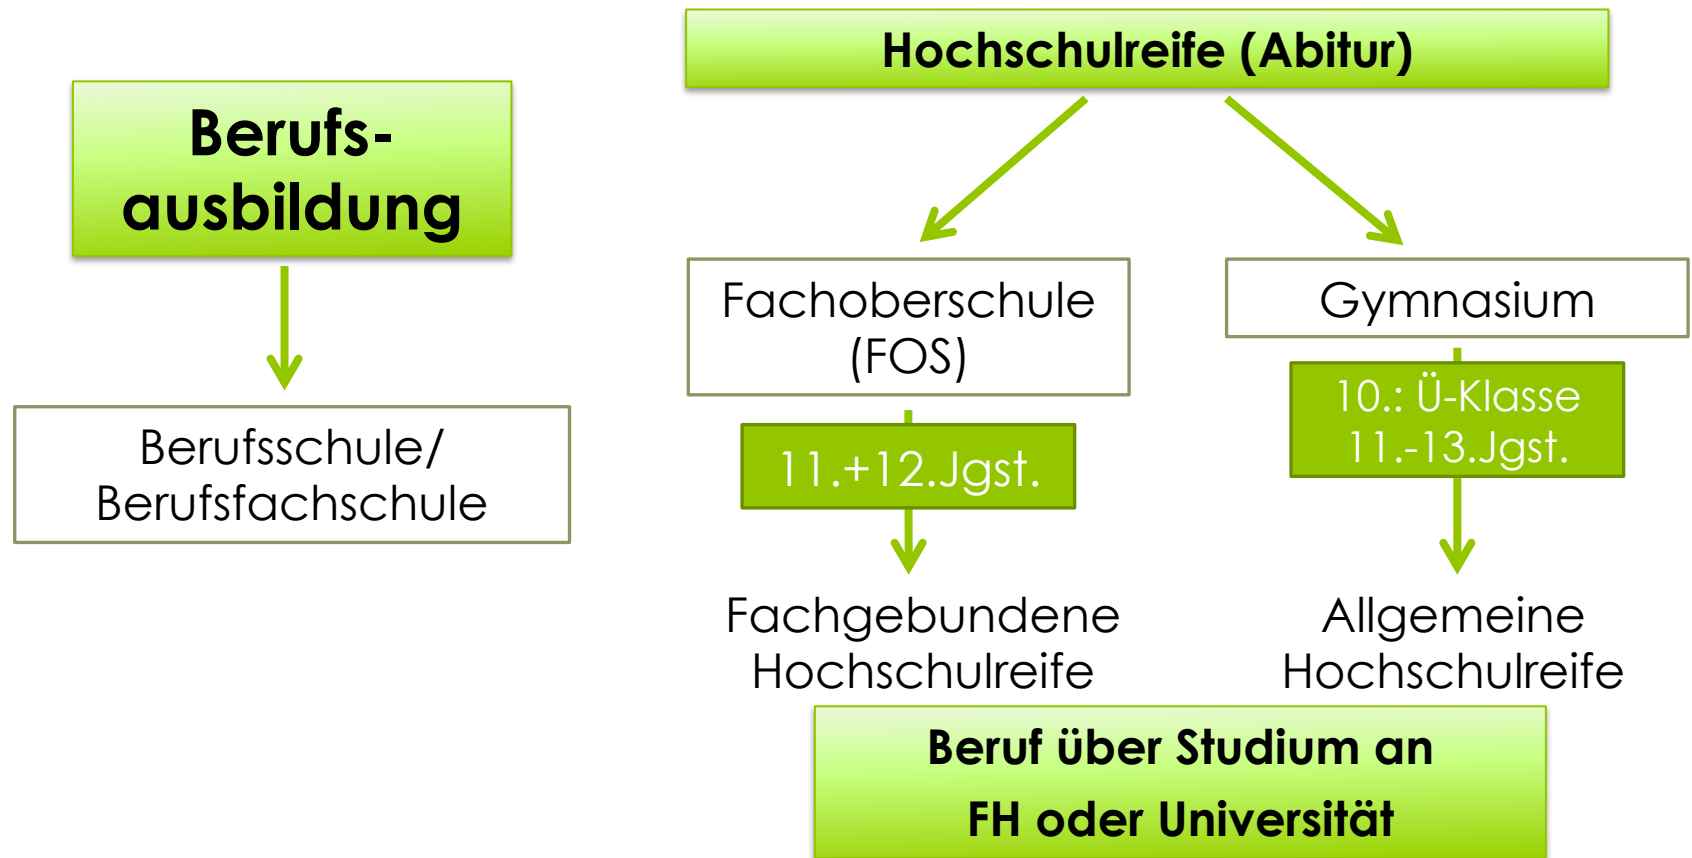 Berufs-
ausbildung
Berufsschule/
Berufsfachschule
Hochschulreife (Abitur)
Fachoberschule
(FOS)
11.+12.Jgst.
Fachgebundene
Hochschulreife
Gymnasium
10.: Ü-Klasse
11.-13.Jgst.
Allgemeine
Hochschulreife
Beruf über Studium an
FH oder Universität